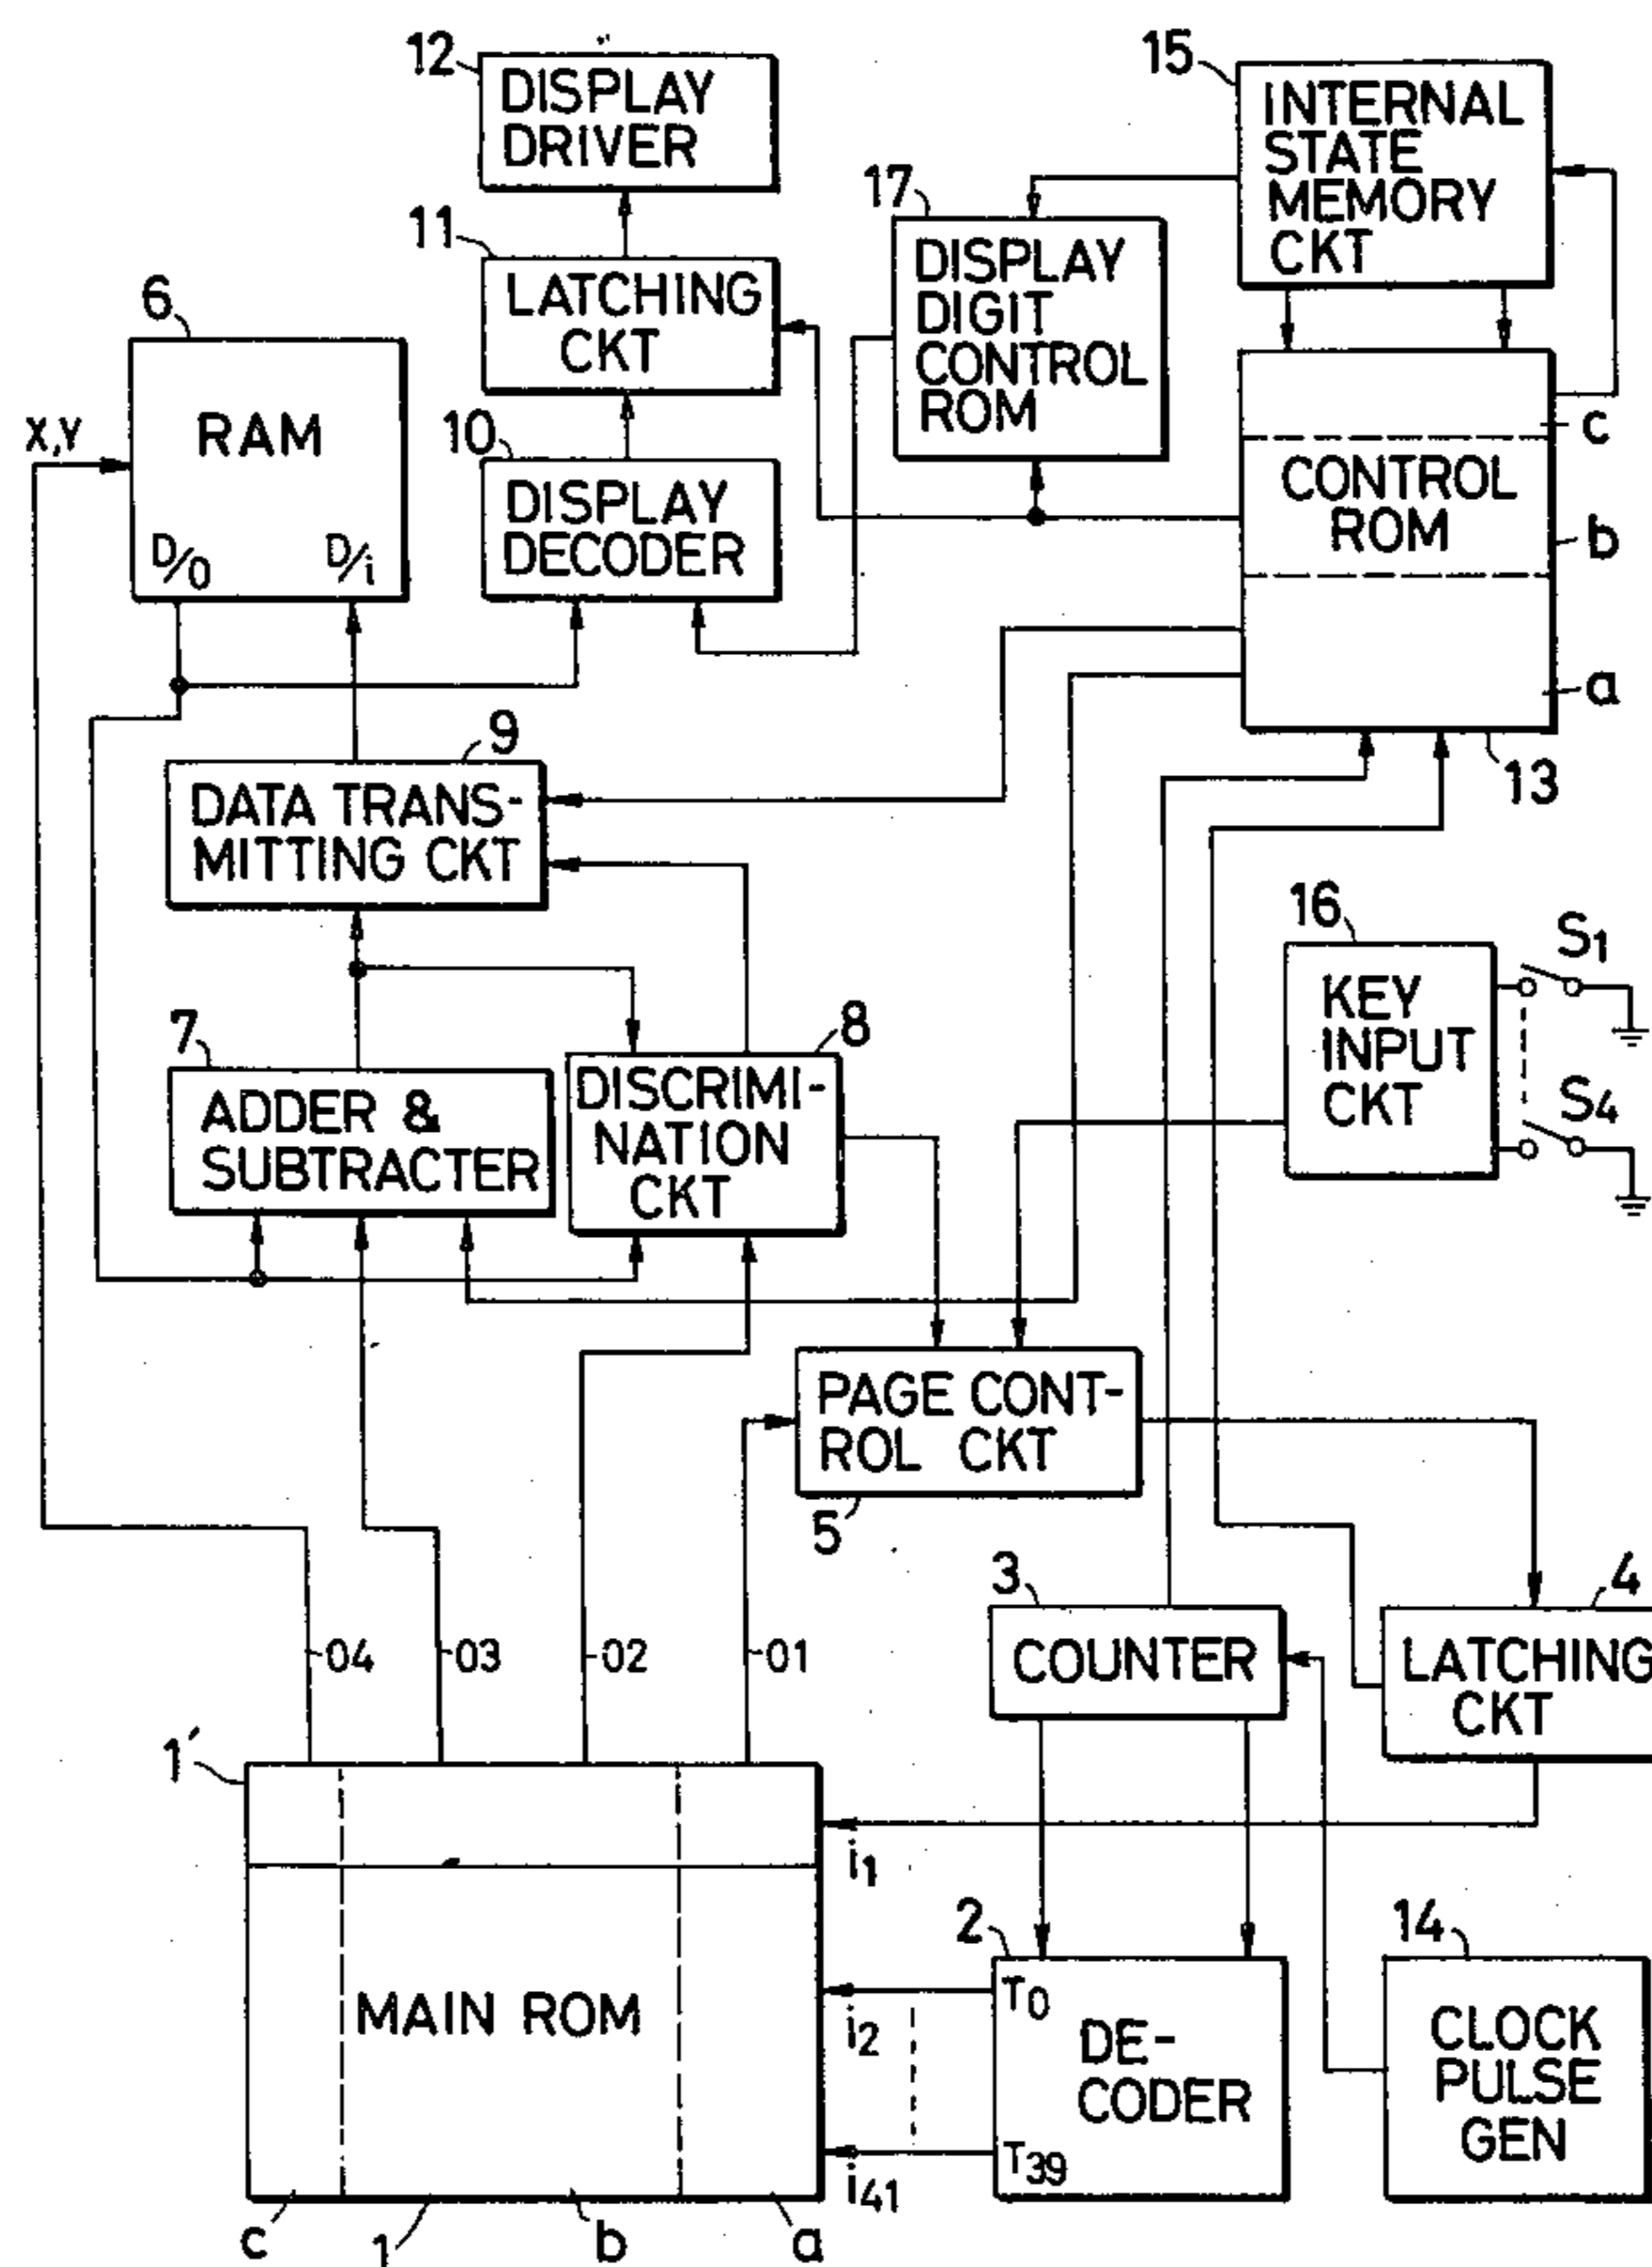 12
DISPLAY
DRIVER
15
INTERNAL
STATE
MEMORY
CKT
17
DISPLAY
DIGIT
CONTROL
ROM
11
LATCHING
CKT
6
RAM
X,Y
D/O
D/i
10
DISPLAY
DECODER
c
CONTROL
ROM
b
a
13
9
DATA TRANS-
MITTING CKT
16
KEY
INPUT
CKT
S1
S4
7
ADDER &
SUBTRACTER
8
DISCRIMI-
NATION
CKT
PAGE CONT-
ROL CKT
5
3
COUNTER
4
LATCHING
CKT
04
03
02
01
1'
i1
MAIN ROM
i2
i41
2
T0
DE-
CODER
T39
14
CLOCK
PULSE
GEN
c
1
b
a